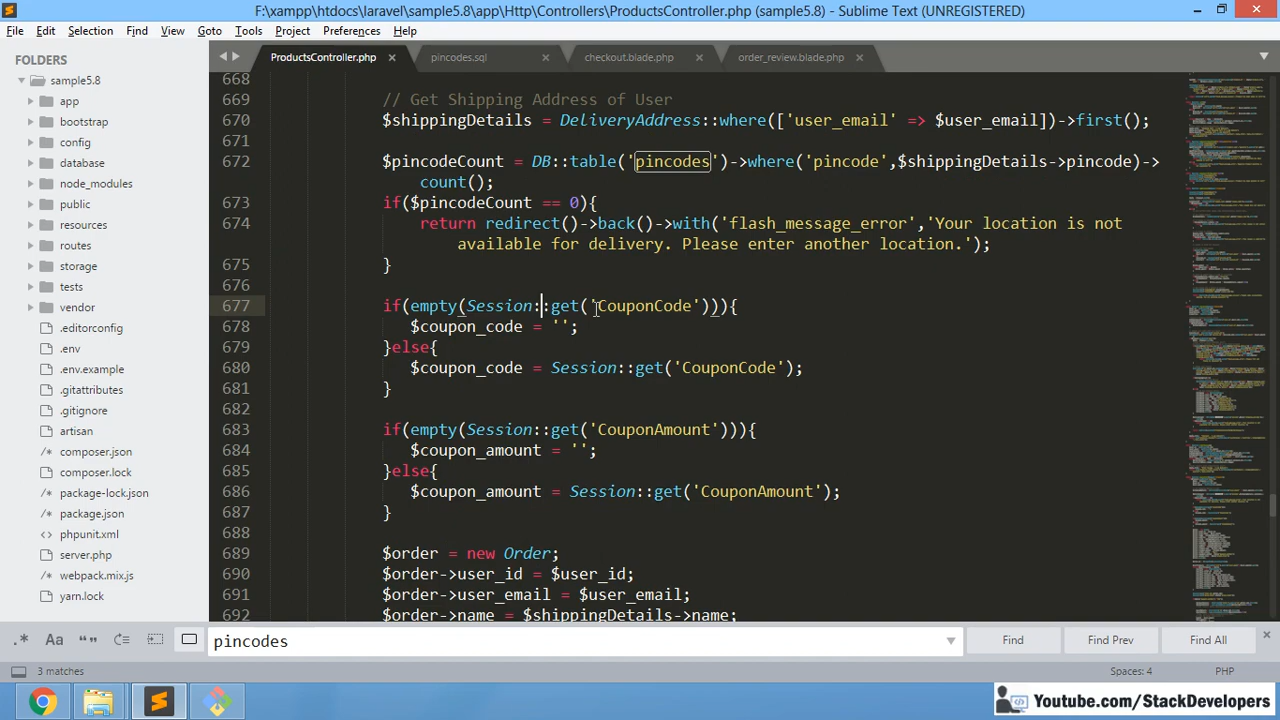 F:\xampp\htdocs\laravel\sample5.8\app\Http\Controllers\ProductsController.php (sample5.8) - Sublime Text (UNREGISTERED)
File Edit Selection Find View Goto Tools Project Preferences Help
FOLDERS
sample5.8
app
bootstrap
config
database
node_modules
public
resources
routes
storage
tests
vendor
.editorconfig
.env
.env.example
.gitattributes
.gitignore
artisan
composer.json
composer.lock
package-lock.json
package.json
phpunit.xml
server.php
webpack.mix.js
yarn.lock
ProductsController.php × pincodes.sql × checkout.blade.php × order_review.blade.php ×
668
669 // Get Shipping Address of User
670 $shippingDetails = DeliveryAddress::where(['user_email' => $user_email])->first();
671
672 $pincodeCount = DB::table('pincodes')->where('pincode',$shippingDetails->pincode)->
count();
673 if($pincodeCount == 0){
674 return redirect()->back()->with('flash_message_error','Your location is not
available for delivery. Please enter another location.');
675 }
676
677 if(empty(Session::get('CouponCode'))){
678 $coupon_code = '';
679 }else{
680 $coupon_code = Session::get('CouponCode');
681 }
682
683 if(empty(Session::get('CouponAmount'))){
684 $coupon_amount = '';
685 }else{
686 $coupon_amount = Session::get('CouponAmount');
687 }
688
689 $order = new Order;
690 $order->user_id = $user_id;
691 $order->user_email = $user_email;
692 $order->name = $shippingDetails->name;
.* Aa “” pincodes Find Find Prev Find All
3 matches Spaces: 4 PHP
Youtube.com/StackDevelopers